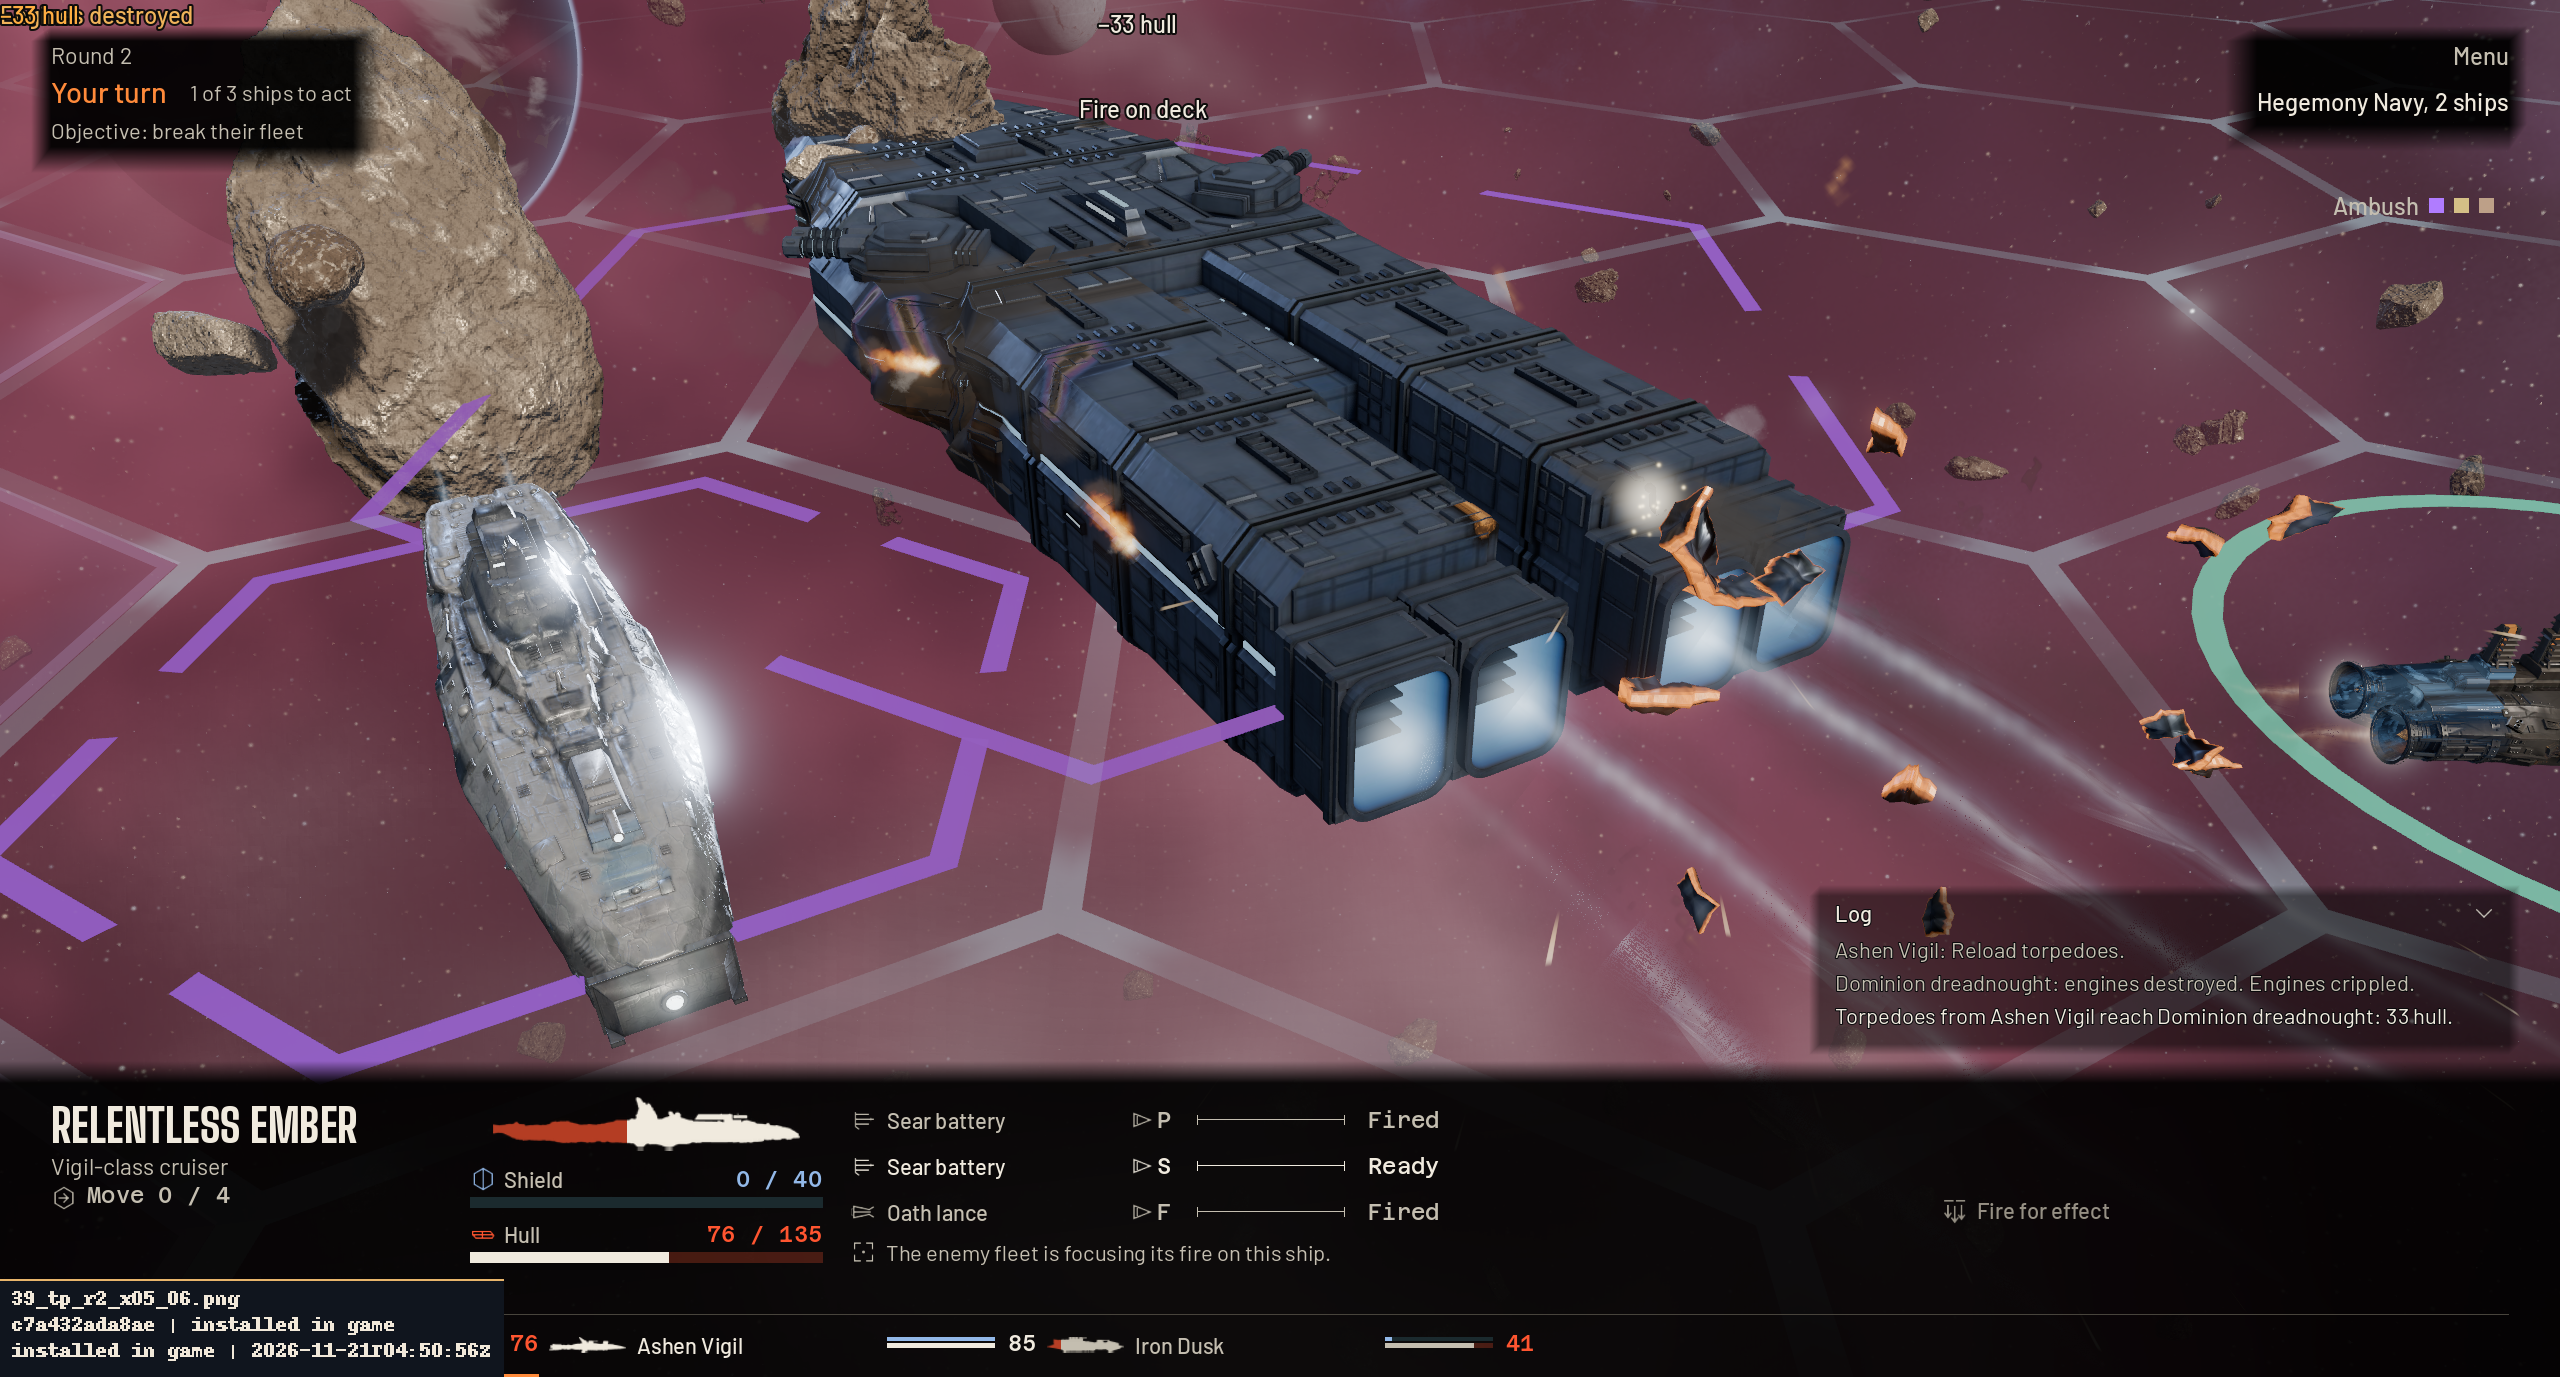 hull destroyed
Round 2
Your turn 1 of 3 ships to act
Objective: break their fleet
−33 hull
Fire on deck
Menu
Hegemony Navy, 2 ships
Ambush
Log
Ashen Vigil: Reload torpedoes.
Dominion dreadnought: engines destroyed. Engines crippled.
Torpedoes from Ashen Vigil reach Dominion dreadnought: 33 hull.
RELENTLESS EMBER
Vigil-class cruiser
Move 0 / 4
Shield 0 / 40
Hull 76 / 135
Sear battery P Fired
Sear battery S Ready
Oath lance F Fired
The enemy fleet is focusing its fire on this ship.
Fire for effect
39_tp_r2_x05_06.png
c7a432ada8ae | installed in game
installed in game | 2026-11-21r04:50:56z
76 Ashen Vigil 85 Iron Dusk 41